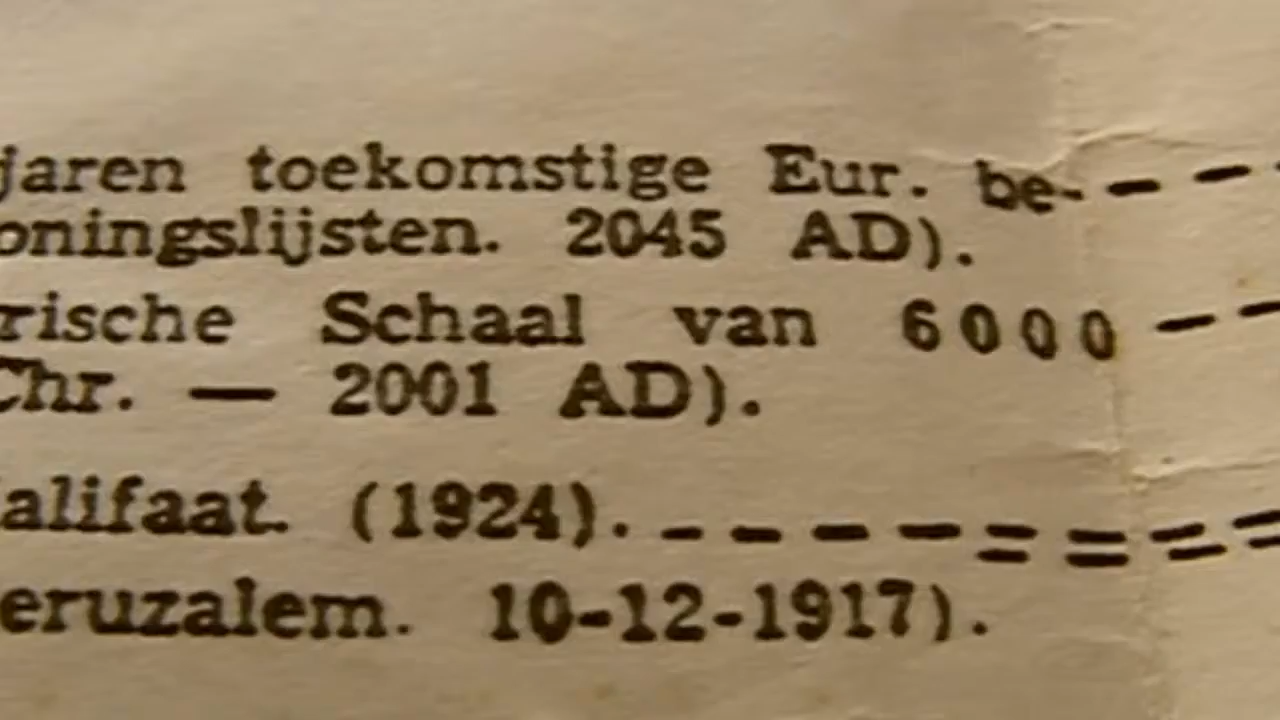 jaren toekomstige Eur. be-
oningslijsten. 2045 AD).
rische Schaal van 6000
Chr. — 2001 AD).
alifaat. (1924).
eruzalem. 10-12-1917).